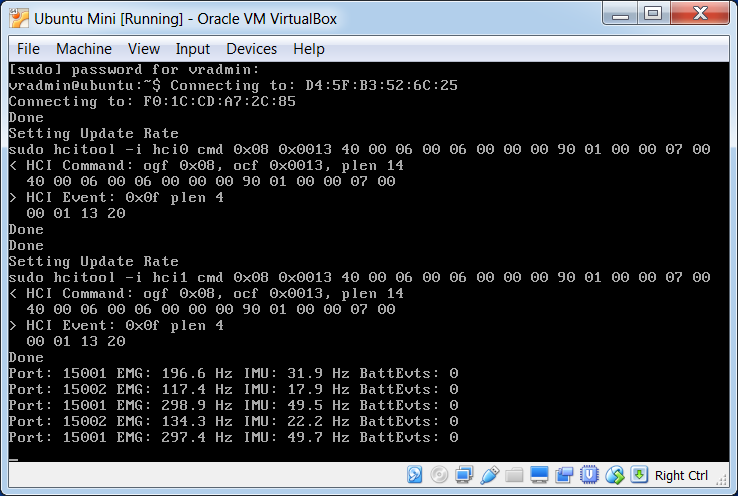 Ubuntu Mini [Running] - Oracle VM VirtualBox
File Machine View Input Devices Help
[sudo] password for vradmin:
vradmin@ubuntu:~$ Connecting to: D4:5F:B3:52:6C:25
Connecting to: F0:1C:CD:A7:2C:85
Done
Setting Update Rate
sudo hcitool -i hci0 cmd 0x08 0x0013 40 00 06 00 06 00 00 00 90 01 00 00 07 00
< HCI Command: ogf 0x08, ocf 0x0013, plen 14
  40 00 06 00 06 00 00 00 90 01 00 00 07 00
> HCI Event: 0x0f plen 4
  00 01 13 20
Done
Done
Setting Update Rate
sudo hcitool -i hci1 cmd 0x08 0x0013 40 00 06 00 06 00 00 00 90 01 00 00 07 00
< HCI Command: ogf 0x08, ocf 0x0013, plen 14
  40 00 06 00 06 00 00 00 90 01 00 00 07 00
> HCI Event: 0x0f plen 4
  00 01 13 20
Done
Port: 15001 EMG: 196.6 Hz IMU: 31.9 Hz BattEvts: 0
Port: 15002 EMG: 117.4 Hz IMU: 17.9 Hz BattEvts: 0
Port: 15001 EMG: 298.9 Hz IMU: 49.5 Hz BattEvts: 0
Port: 15002 EMG: 134.3 Hz IMU: 22.2 Hz BattEvts: 0
Port: 15001 EMG: 297.4 Hz IMU: 49.7 Hz BattEvts: 0
Right Ctrl